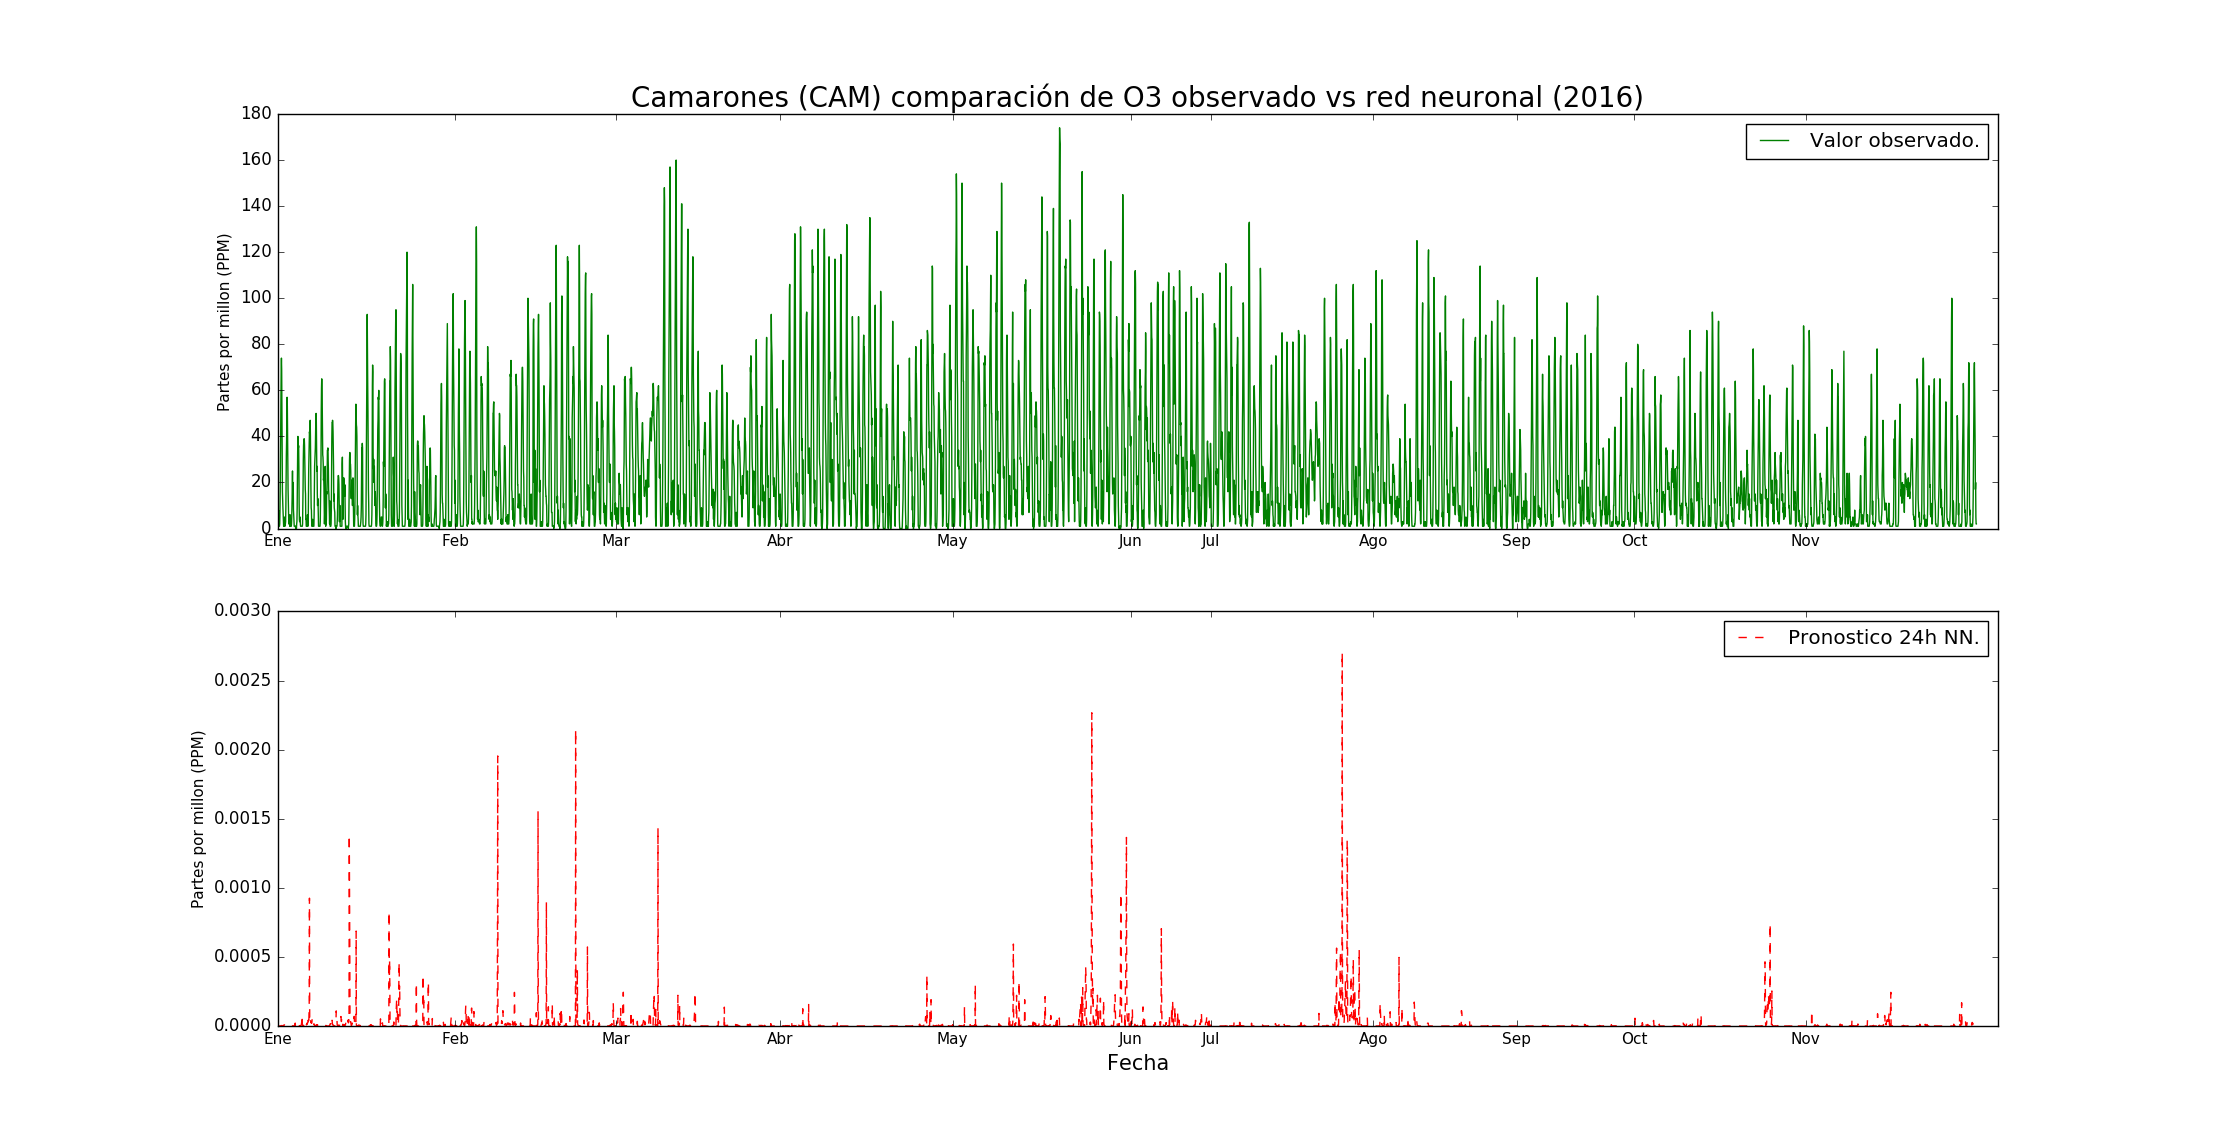 Camarones (CAM) comparación de O3 observado vs red neuronal (2016)
180
160
140
120
100
80
60
40
20
0
Partes por millon (PPM)
Valor observado.
Ene Feb Mar Abr May Jun Jul Ago Sep Oct Nov
0.0030
0.0025
0.0020
0.0015
0.0010
0.0005
0.0000
Partes por millon (PPM)
Pronostico 24h NN.
Ene Feb Mar Abr May Jun Jul Ago Sep Oct Nov
Fecha